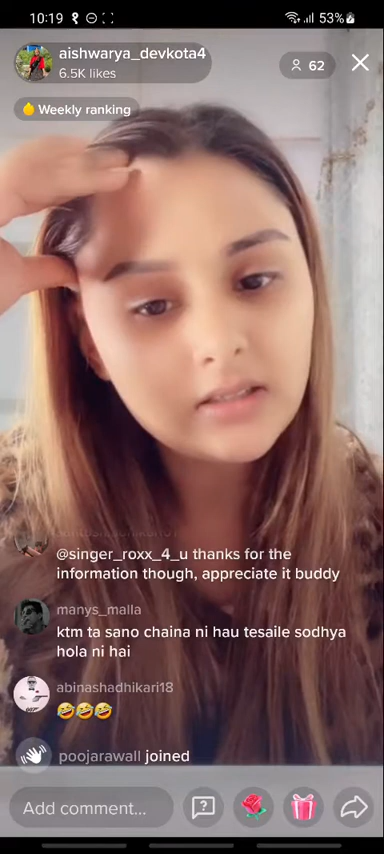 10:19
53%
aishwarya_devkota4
6.5K likes
62
Weekly ranking
@singer_roxx_4_u thanks for the
information though, appreciate it buddy
manys_malla
ktm ta sano chaina ni hau tesaile sodhya
hola ni hai
abinashadhikari18
🤣🤣🤣
poojarawall joined
Add comment...